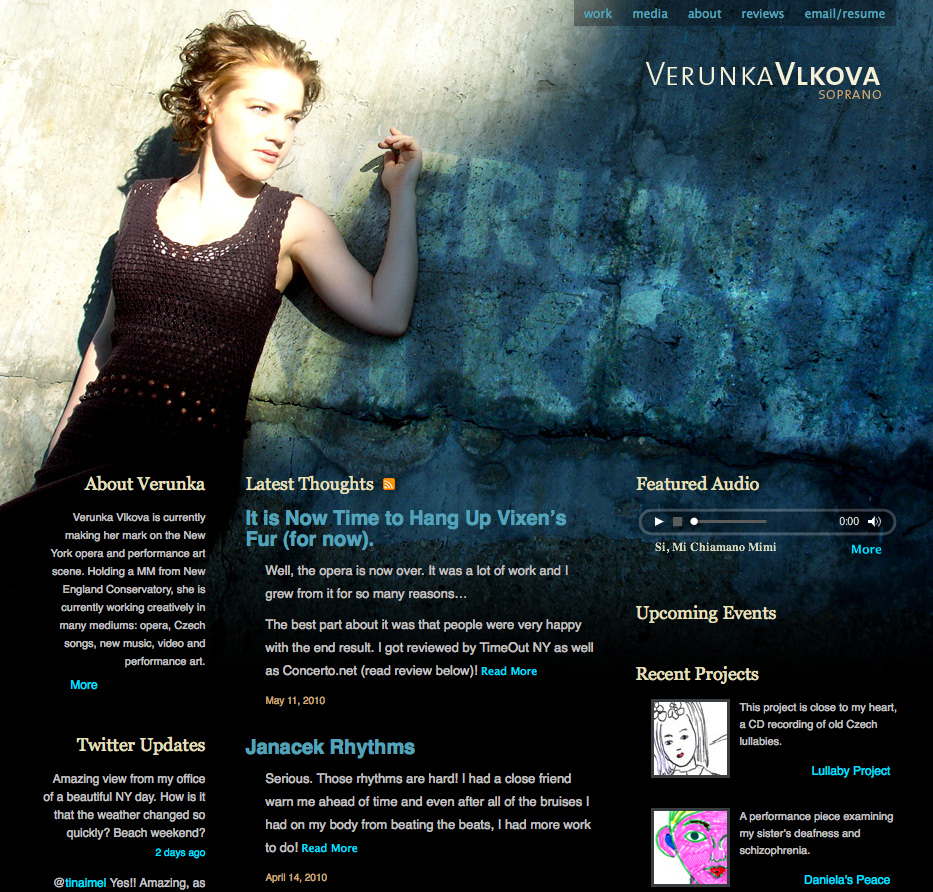 work media about reviews email/resume
VERUNKAVLKOVA
SOPRANO
VERUNKA
VLKOVA
About Verunka
Verunka Vlkova is currently
making her mark on the New
York opera and performance art
scene. Holding a MM from New
England Conservatory, she is
currently working creatively in
many mediums: opera, Czech
songs, new music, video and
performance art.
More
Twitter Updates
Amazing view from my office
of a beautiful NY day. How is it
that the weather changed so
quickly? Beach weekend?
2 days ago
@tinaimel Yes!! Amazing, as
Latest Thoughts
It is Now Time to Hang Up Vixen's
Fur (for now).
Well, the opera is now over. It was a lot of work and I
grew from it for so many reasons…
The best part about it was that people were very happy
with the end result. I got reviewed by TimeOut NY as well
as Concerto.net (read review below)! Read More
May 11, 2010
Janacek Rhythms
Serious. Those rhythms are hard! I had a close friend
warn me ahead of time and even after all of the bruises I
had on my body from beating the beats, I had more work
to do! Read More
April 14, 2010
Featured Audio
0:00
Si, Mi Chiamano Mimi
More
Upcoming Events
Recent Projects
This project is close to my heart,
a CD recording of old Czech
lullabies.
Lullaby Project
A performance piece examining
my sister's deafness and
schizophrenia.
Daniela's Peace